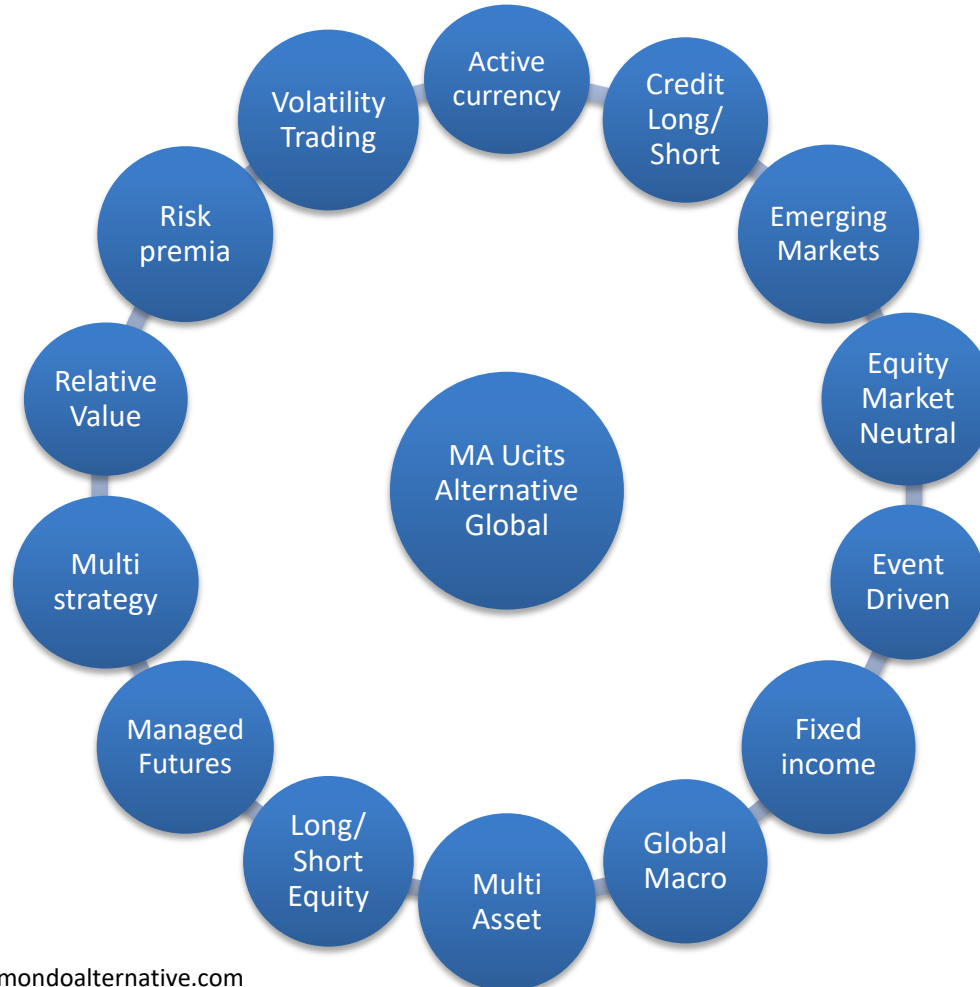 Active
currency
Credit
Long/
Short
Emerging
Markets
Equity
Market
Neutral
Event
Driven
Fixed
income
Global
Macro
Multi
Asset
Long/
Short
Equity
Managed
Futures
Multi
strategy
Relative
Value
Risk
premia
Volatility
Trading
MA Ucits
Alternative
Global
mondoalternative.com